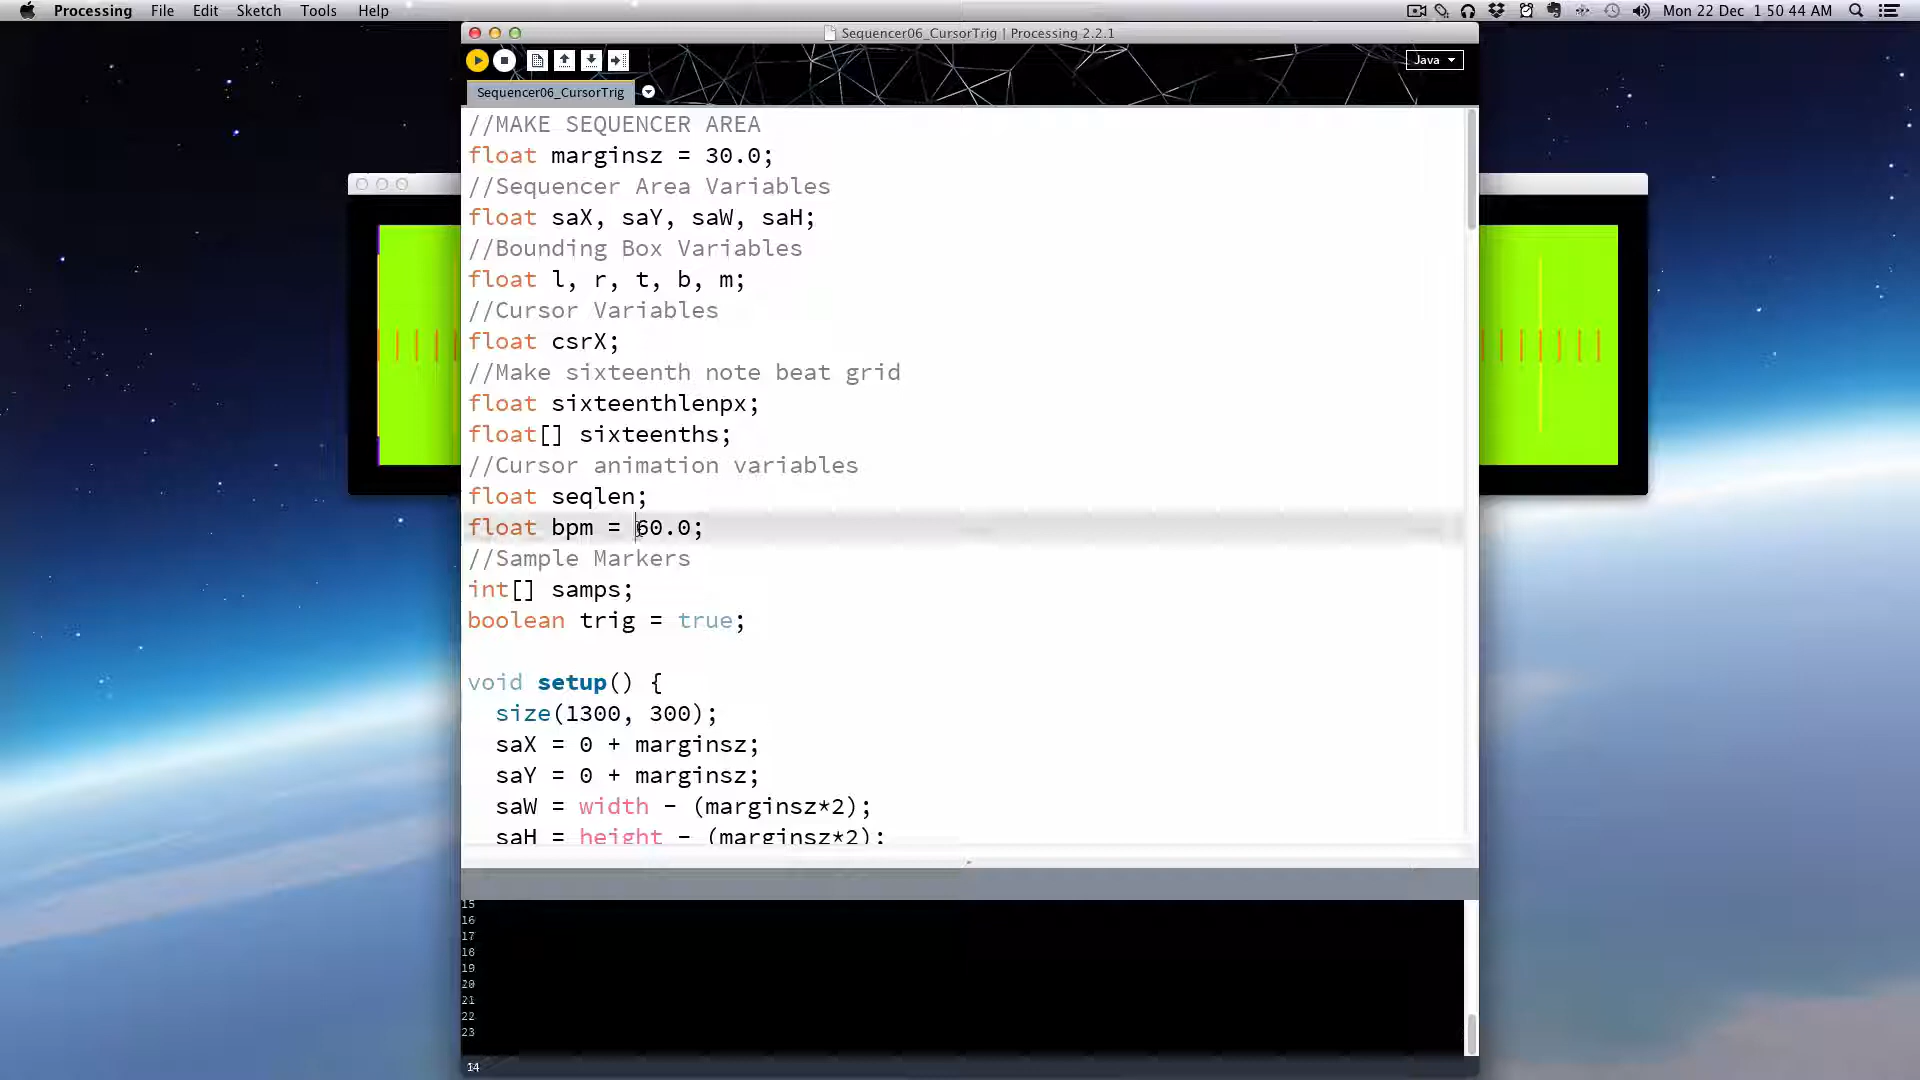 Processing File Edit Sketch Tools Help Mon 22 Dec 1 50 44 AM
Sequencer06_CursorTrig | Processing 2.2.1
Java
Sequencer06_CursorTrig
//MAKE SEQUENCER AREA
float marginsz = 30.0;
//Sequencer Area Variables
float saX, saY, saW, saH;
//Bounding Box Variables
float l, r, t, b, m;
//Cursor Variables
float csrX;
//Make sixteenth note beat grid
float sixteenthlenpx;
float[] sixteenths;
//Cursor animation variables
float seqlen;
float bpm = 60.0;
//Sample Markers
int[] samps;
boolean trig = true;
void setup() {
size(1300, 300);
saX = 0 + marginsz;
saY = 0 + marginsz;
saW = width - (marginsz*2);
saH = height - (marginsz*2);
15
16
17
18
19
20
21
22
23
14